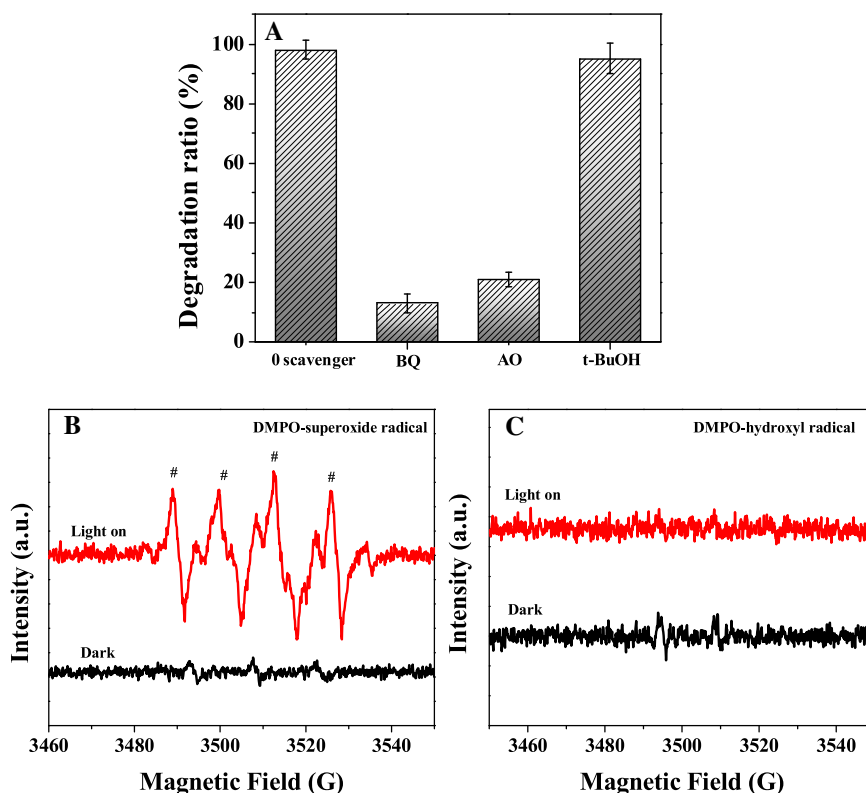 A
Degradation ratio (%)
100
80
60
40
20
0
0 scavenger BQ AO t-BuOH
B
DMPO-superoxide radical
# # # #
Light on
Dark
Intensity (a.u.)
3460 3480 3500 3520 3540
Magnetic Field (G)
C
DMPO-hydroxyl radical
Light on
Dark
Intensity (a.u.)
3460 3480 3500 3520 3540
Magnetic Field (G)